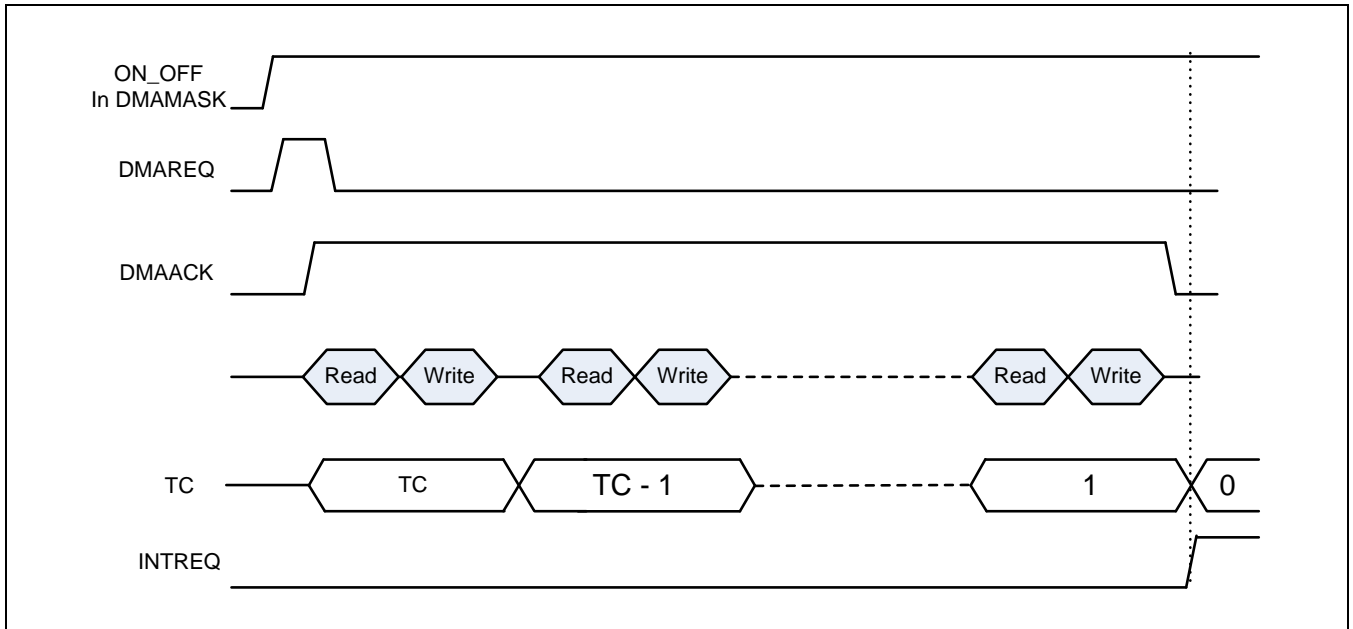 ON_OFF
In DMAMASK
DMAREQ
DMAACK
Read Write Read Write Read Write
TC TC TC - 1 1 0
INTREQ